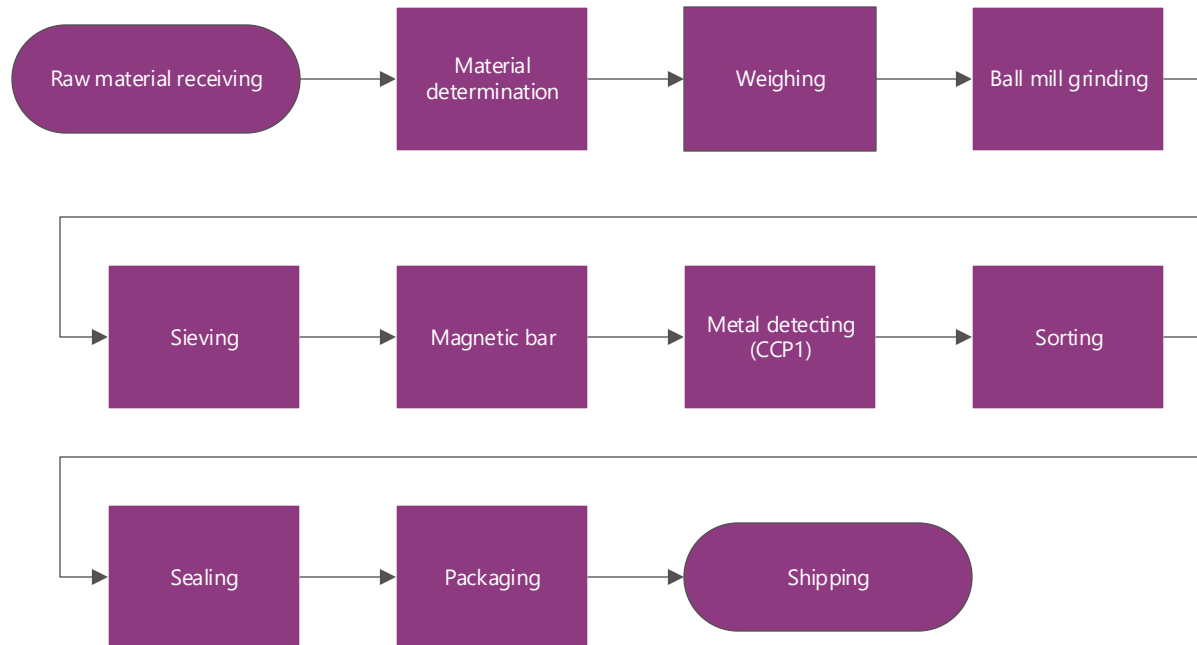 Raw material receiving
Material
determination
Weighing
Ball mill grinding
Sieving
Magnetic bar
Metal detecting
(CCP1)
Sorting
Sealing
Packaging
Shipping